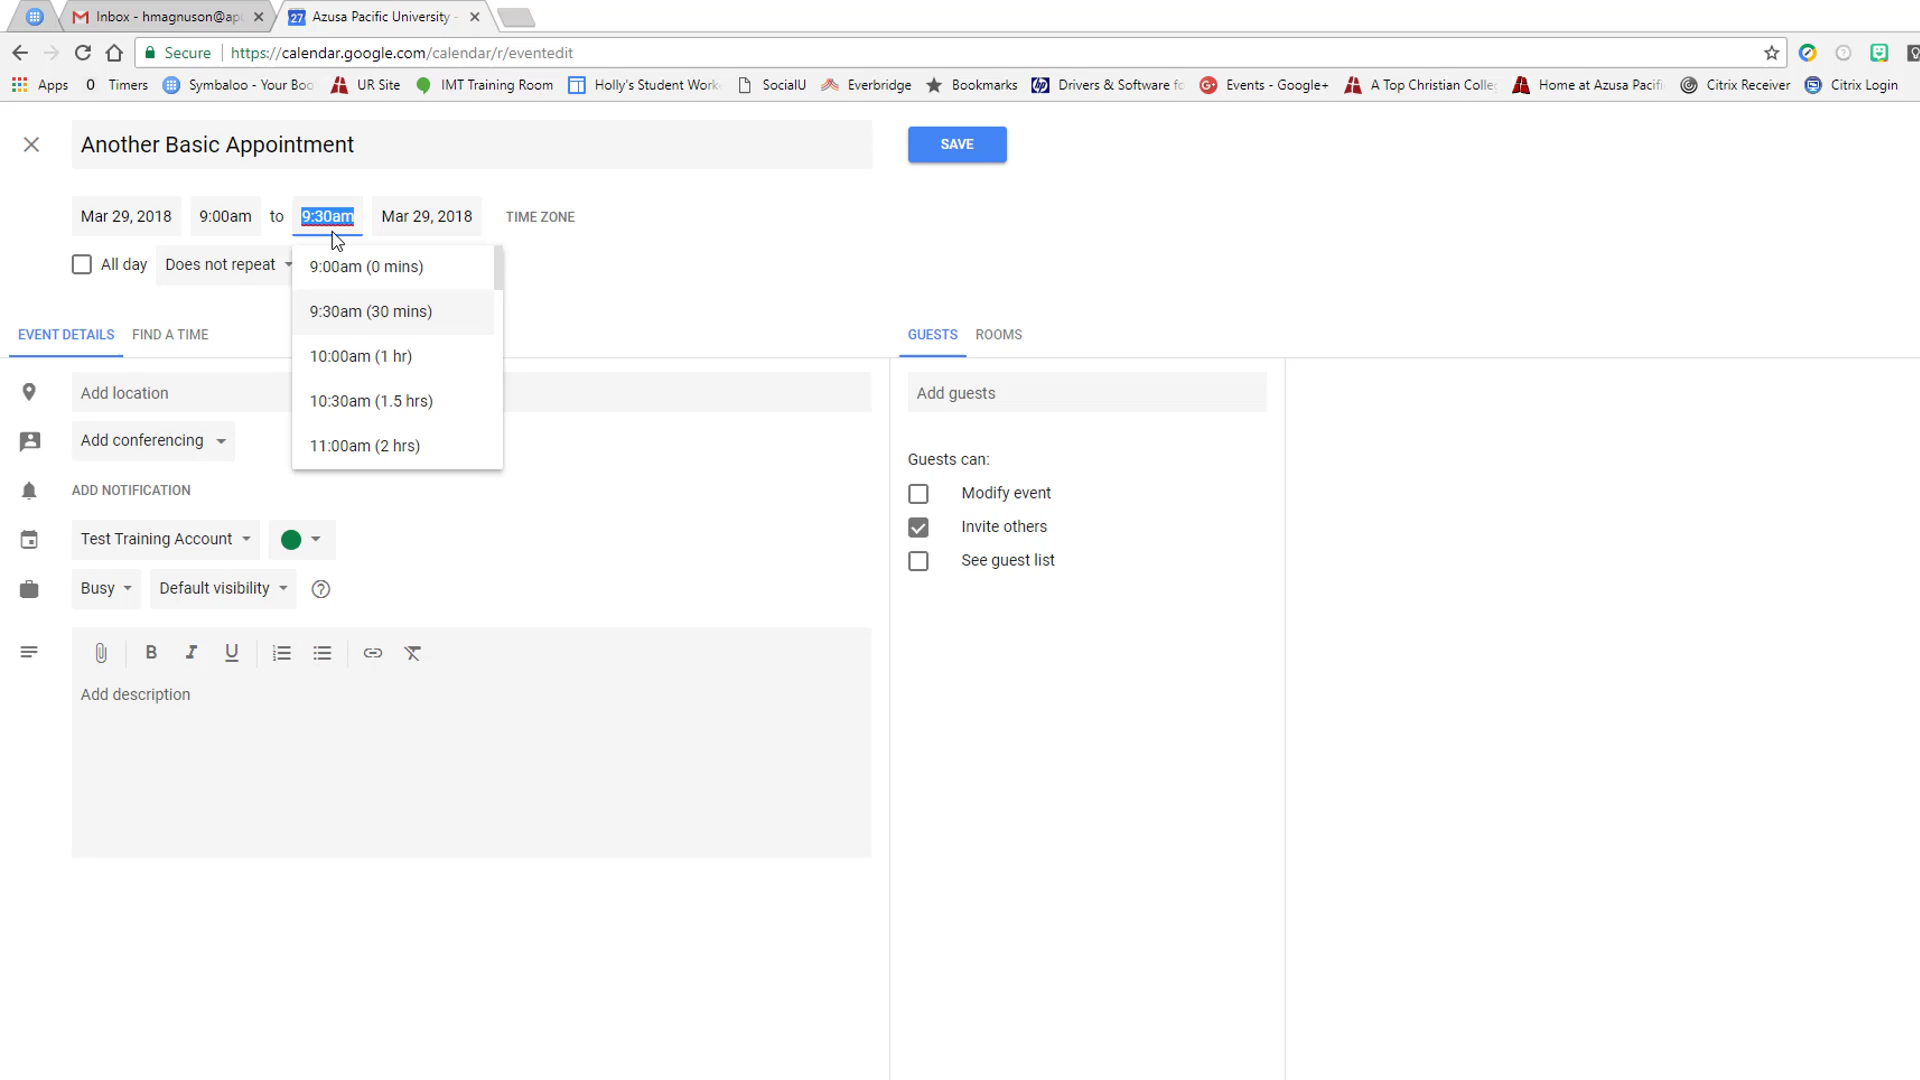 Inbox - hmagnuson@ap
27 Azusa Pacific University -
Secure https://calendar.google.com/calendar/r/eventedit
Apps 0 Timers Symbaloo - Your Boo UR Site IMT Training Room Holly's Student Work SocialU Everbridge Bookmarks Drivers & Software fo Events - Google+ A Top Christian Colle Home at Azusa Pacifi Citrix Receiver Citrix Login
Another Basic Appointment
SAVE
Mar 29, 2018 9:00am to 9:30am Mar 29, 2018 TIME ZONE
All day Does not repeat
9:00am (0 mins)
9:30am (30 mins)
10:00am (1 hr)
10:30am (1.5 hrs)
11:00am (2 hrs)
EVENT DETAILS FIND A TIME
Add location
Add conferencing
ADD NOTIFICATION
Test Training Account
Busy Default visibility
B I U
Add description
GUESTS ROOMS
Add guests
Guests can:
Modify event
Invite others
See guest list